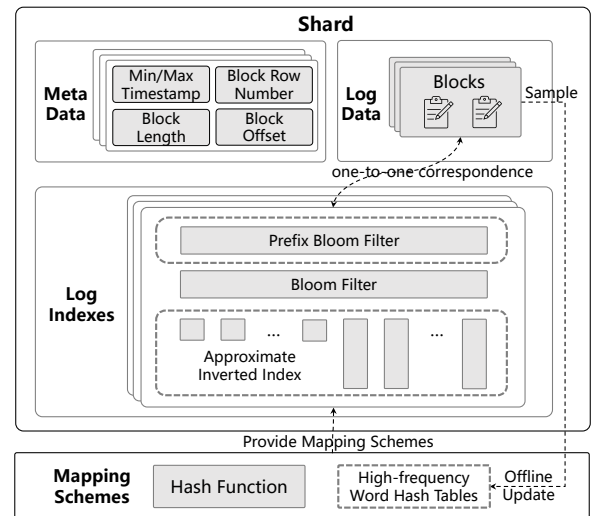 Shard
Meta
Data
Min/Max
Timestamp
Block Row
Number
Block
Length
Block
Offset
Log
Data
Blocks
Sample
one-to-one correspondence
Log
Indexes
Prefix Bloom Filter
Bloom Filter
...
...
Approximate
Inverted Index
Provide Mapping Schemes
Mapping
Schemes
Hash Function
High-frequency
Word Hash Tables
Offline
Update